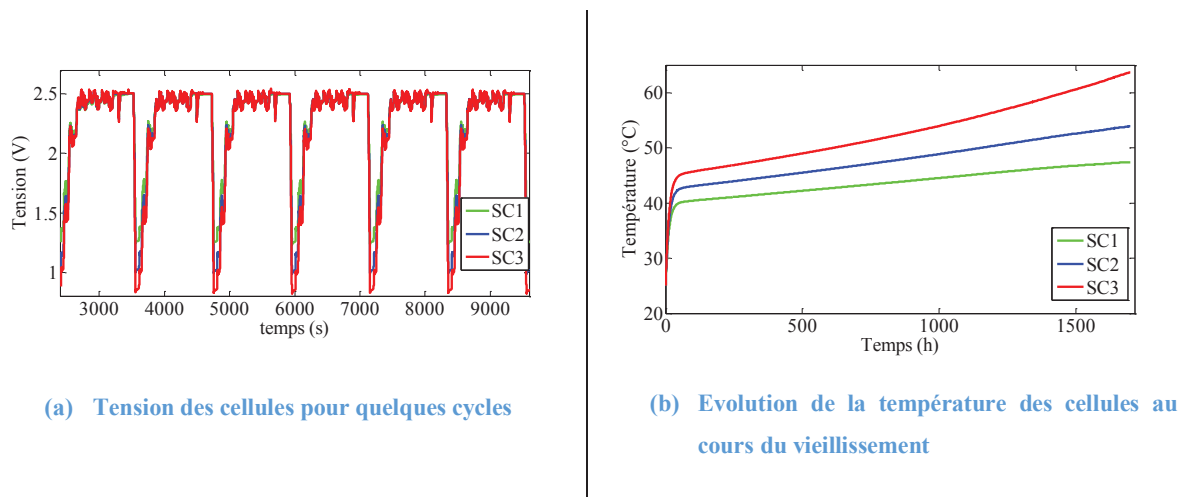 Tension (V)
2.5
2
1.5
1
3000 4000 5000 6000 7000 8000 9000
temps (s)
SC1
SC2
SC3
(a) Tension des cellules pour quelques cycles
Température (°C)
60
50
40
30
20
0 500 1000 1500
Temps (h)
SC1
SC2
SC3
(b) Evolution de la température des cellules au
cours du vieillissement